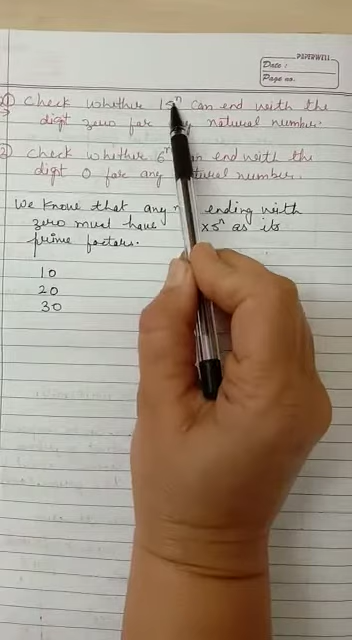 PAPERWELL
Date:
Page no.
① Check whether 15ⁿ can end with the
digit zero for natural number.
② Check whether 6ⁿ end with the
digit 0 for any natural number.
We know that any ending with
zero must have x5ⁿ as its
prime factors.
10
20
30